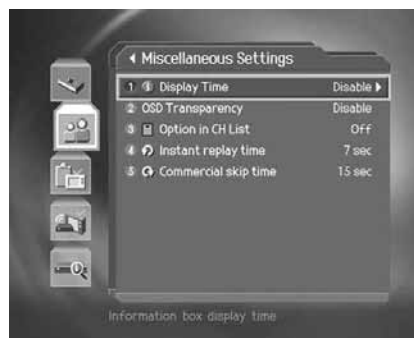 Miscellaneous Settings
1 Display Time Disable
2 OSD Transparency Disable
3 Option in CH List Off
4 Instant replay time 7 sec
5 Commercial skip time 15 sec
Information box display time